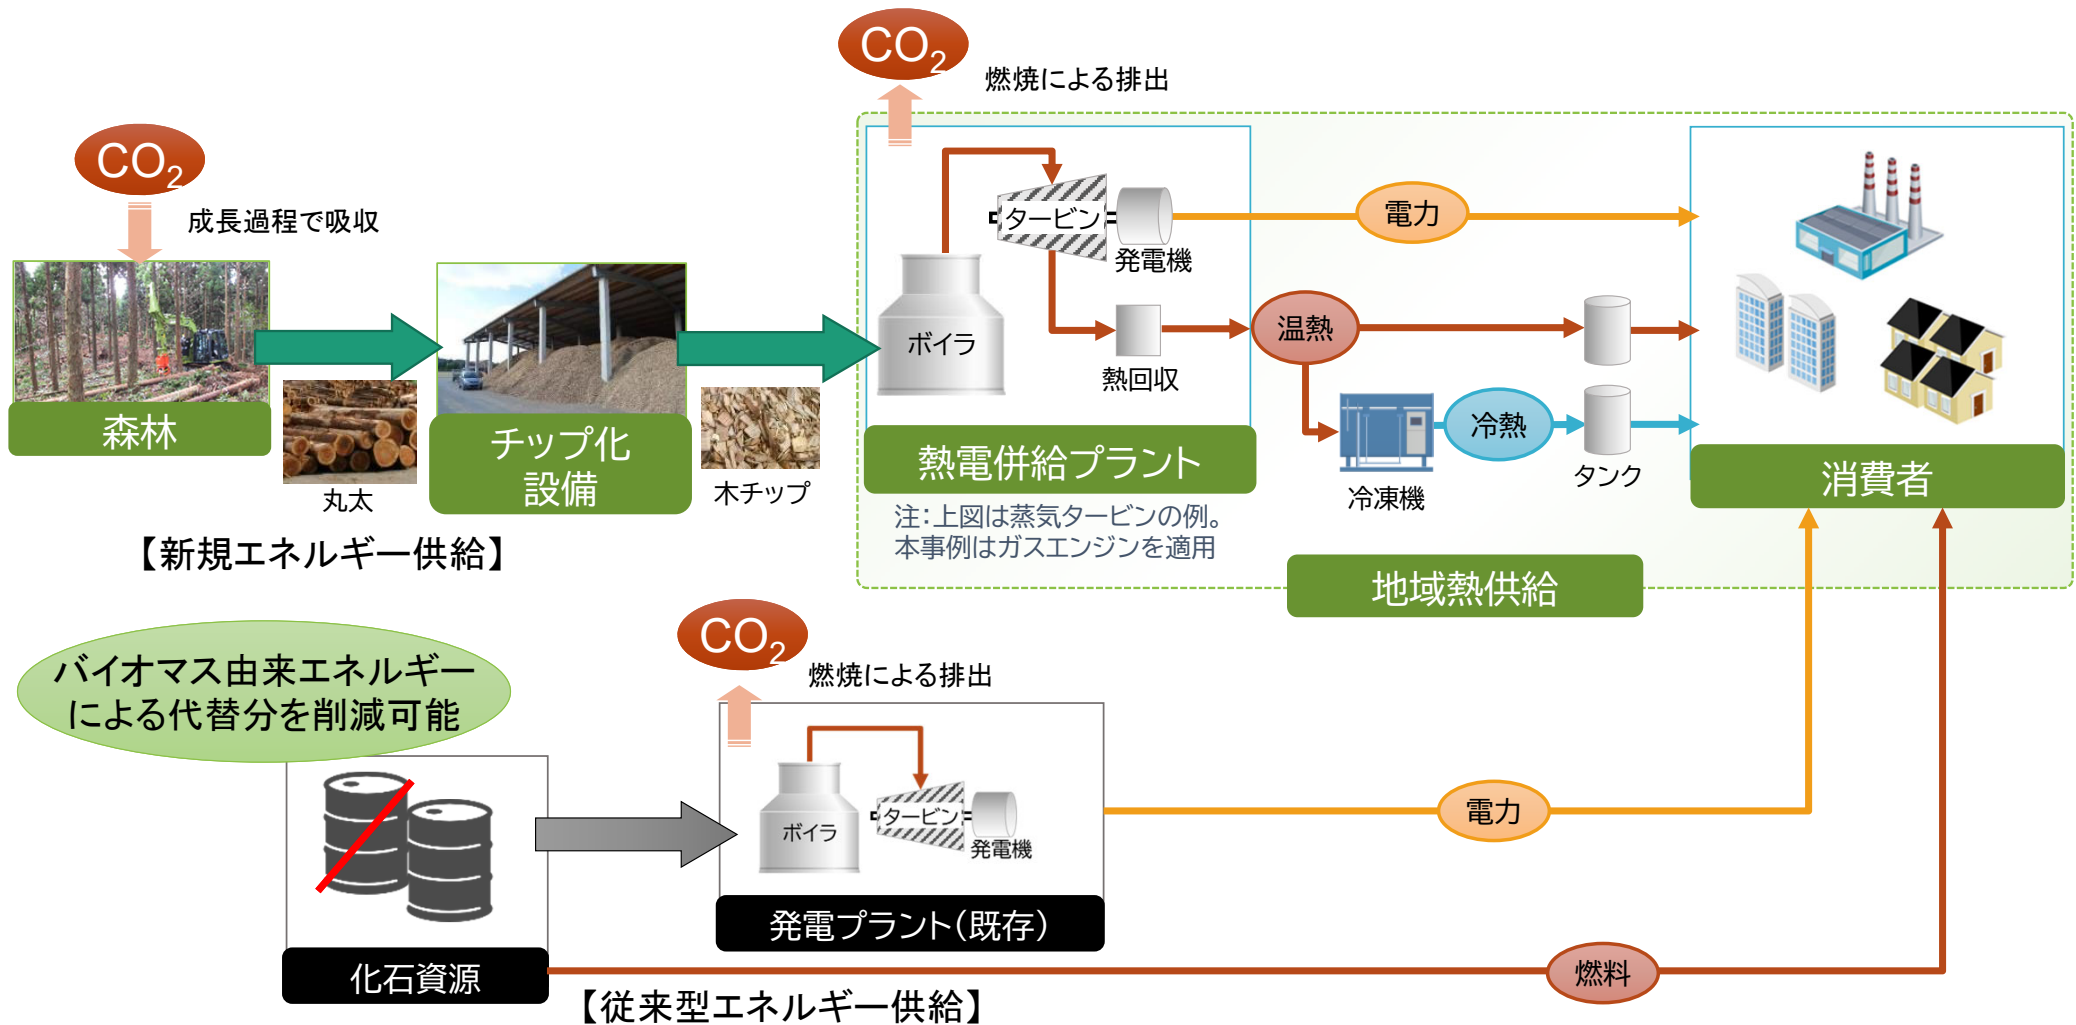 CO₂
燃焼による排出
CO₂
成長過程で吸収
タービン
発電機
電力
ボイラ
熱回収
温熱
冷凍機
冷熱
タンク
森林
丸太
チップ化
設備
木チップ
熱電併給プラント
注：上図は蒸気タービンの例。
本事例はガスエンジンを適用
消費者
【新規エネルギー供給】
地域熱供給
CO₂
燃焼による排出
バイオマス由来エネルギー
による代替分を削減可能
ボイラ
タービン
発電機
電力
発電プラント（既存）
化石資源
燃料
【従来型エネルギー供給】